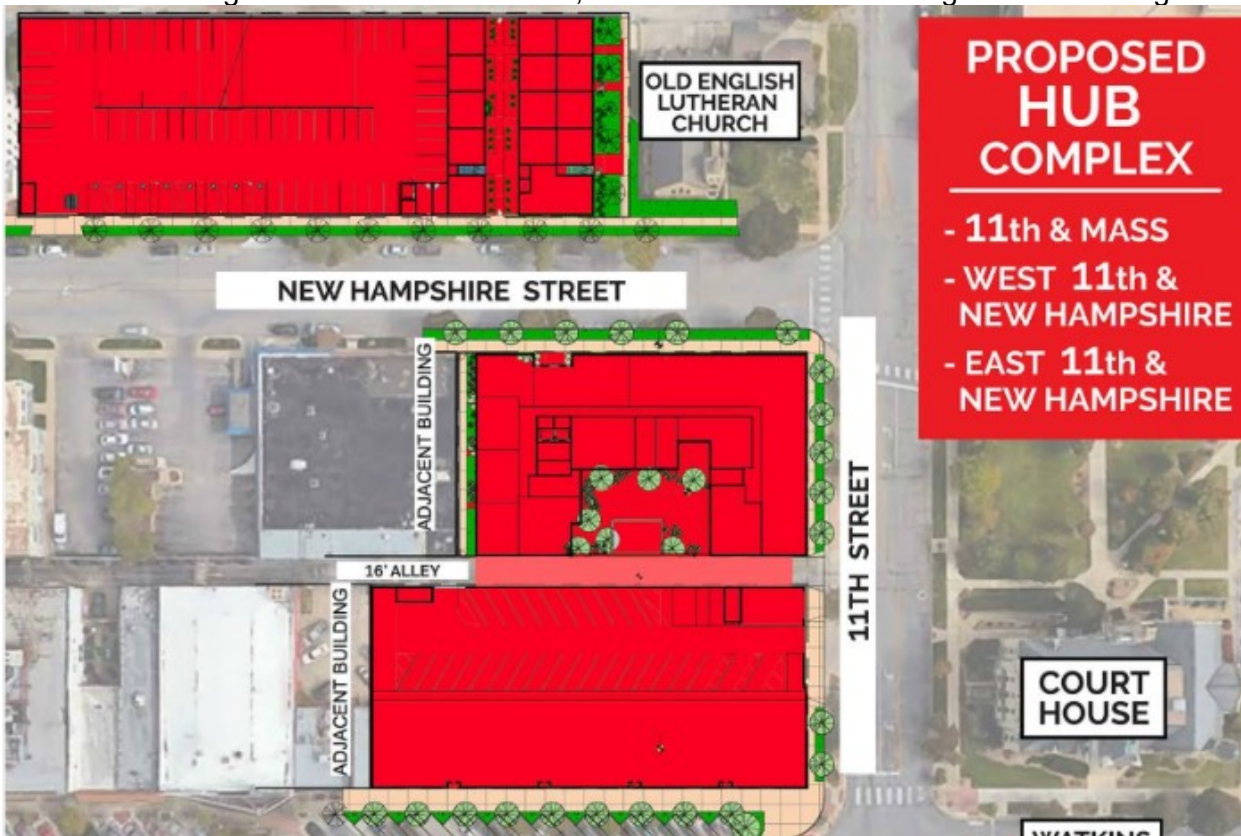 PROPOSED
HUB
COMPLEX
- 11th & MASS
- WEST 11th &
NEW HAMPSHIRE
- EAST 11th &
NEW HAMPSHIRE
OLD ENGLISH
LUTHERAN
CHURCH
NEW HAMPSHIRE STREET
ADJACENT BUILDING
16' ALLEY
ADJACENT BUILDING
11TH STREET
COURT
HOUSE
WATKINS